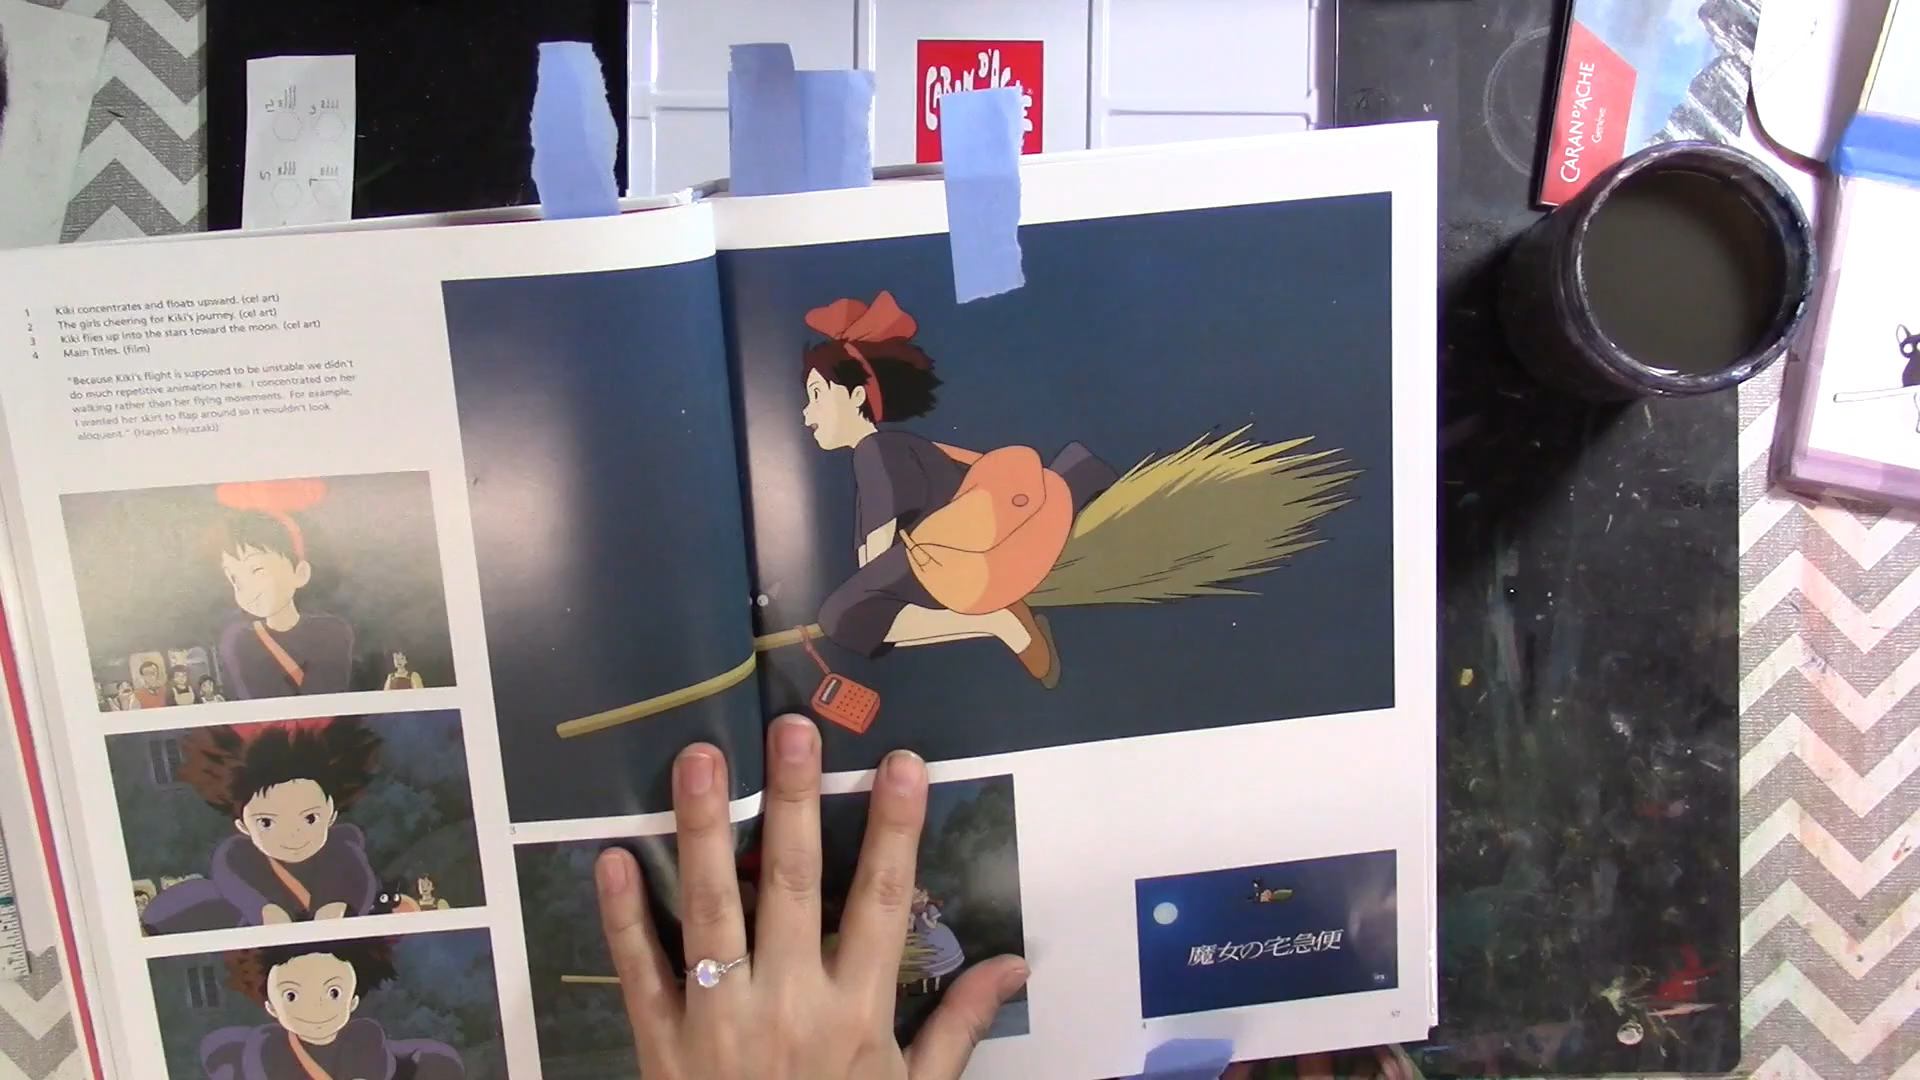 CARAN D'ACHE
CARAN D'ACHE
Genève
1 Kiki concentrates and floats upward. (cel art)
2 The girls cheering for Kiki's journey. (cel art)
3 Kiki flies up into the stars toward the moon. (cel art)
4 Main Titles. (film)
"Because Kiki's flight is supposed to be unstable we didn't
do much repetitive animation here. I concentrated on her
walking rather than her flying movements. For example,
I wanted her skirt to flap around so it wouldn't look
eloquent." (Hayao Miyazaki)
3
魔女の宅急便
4
57